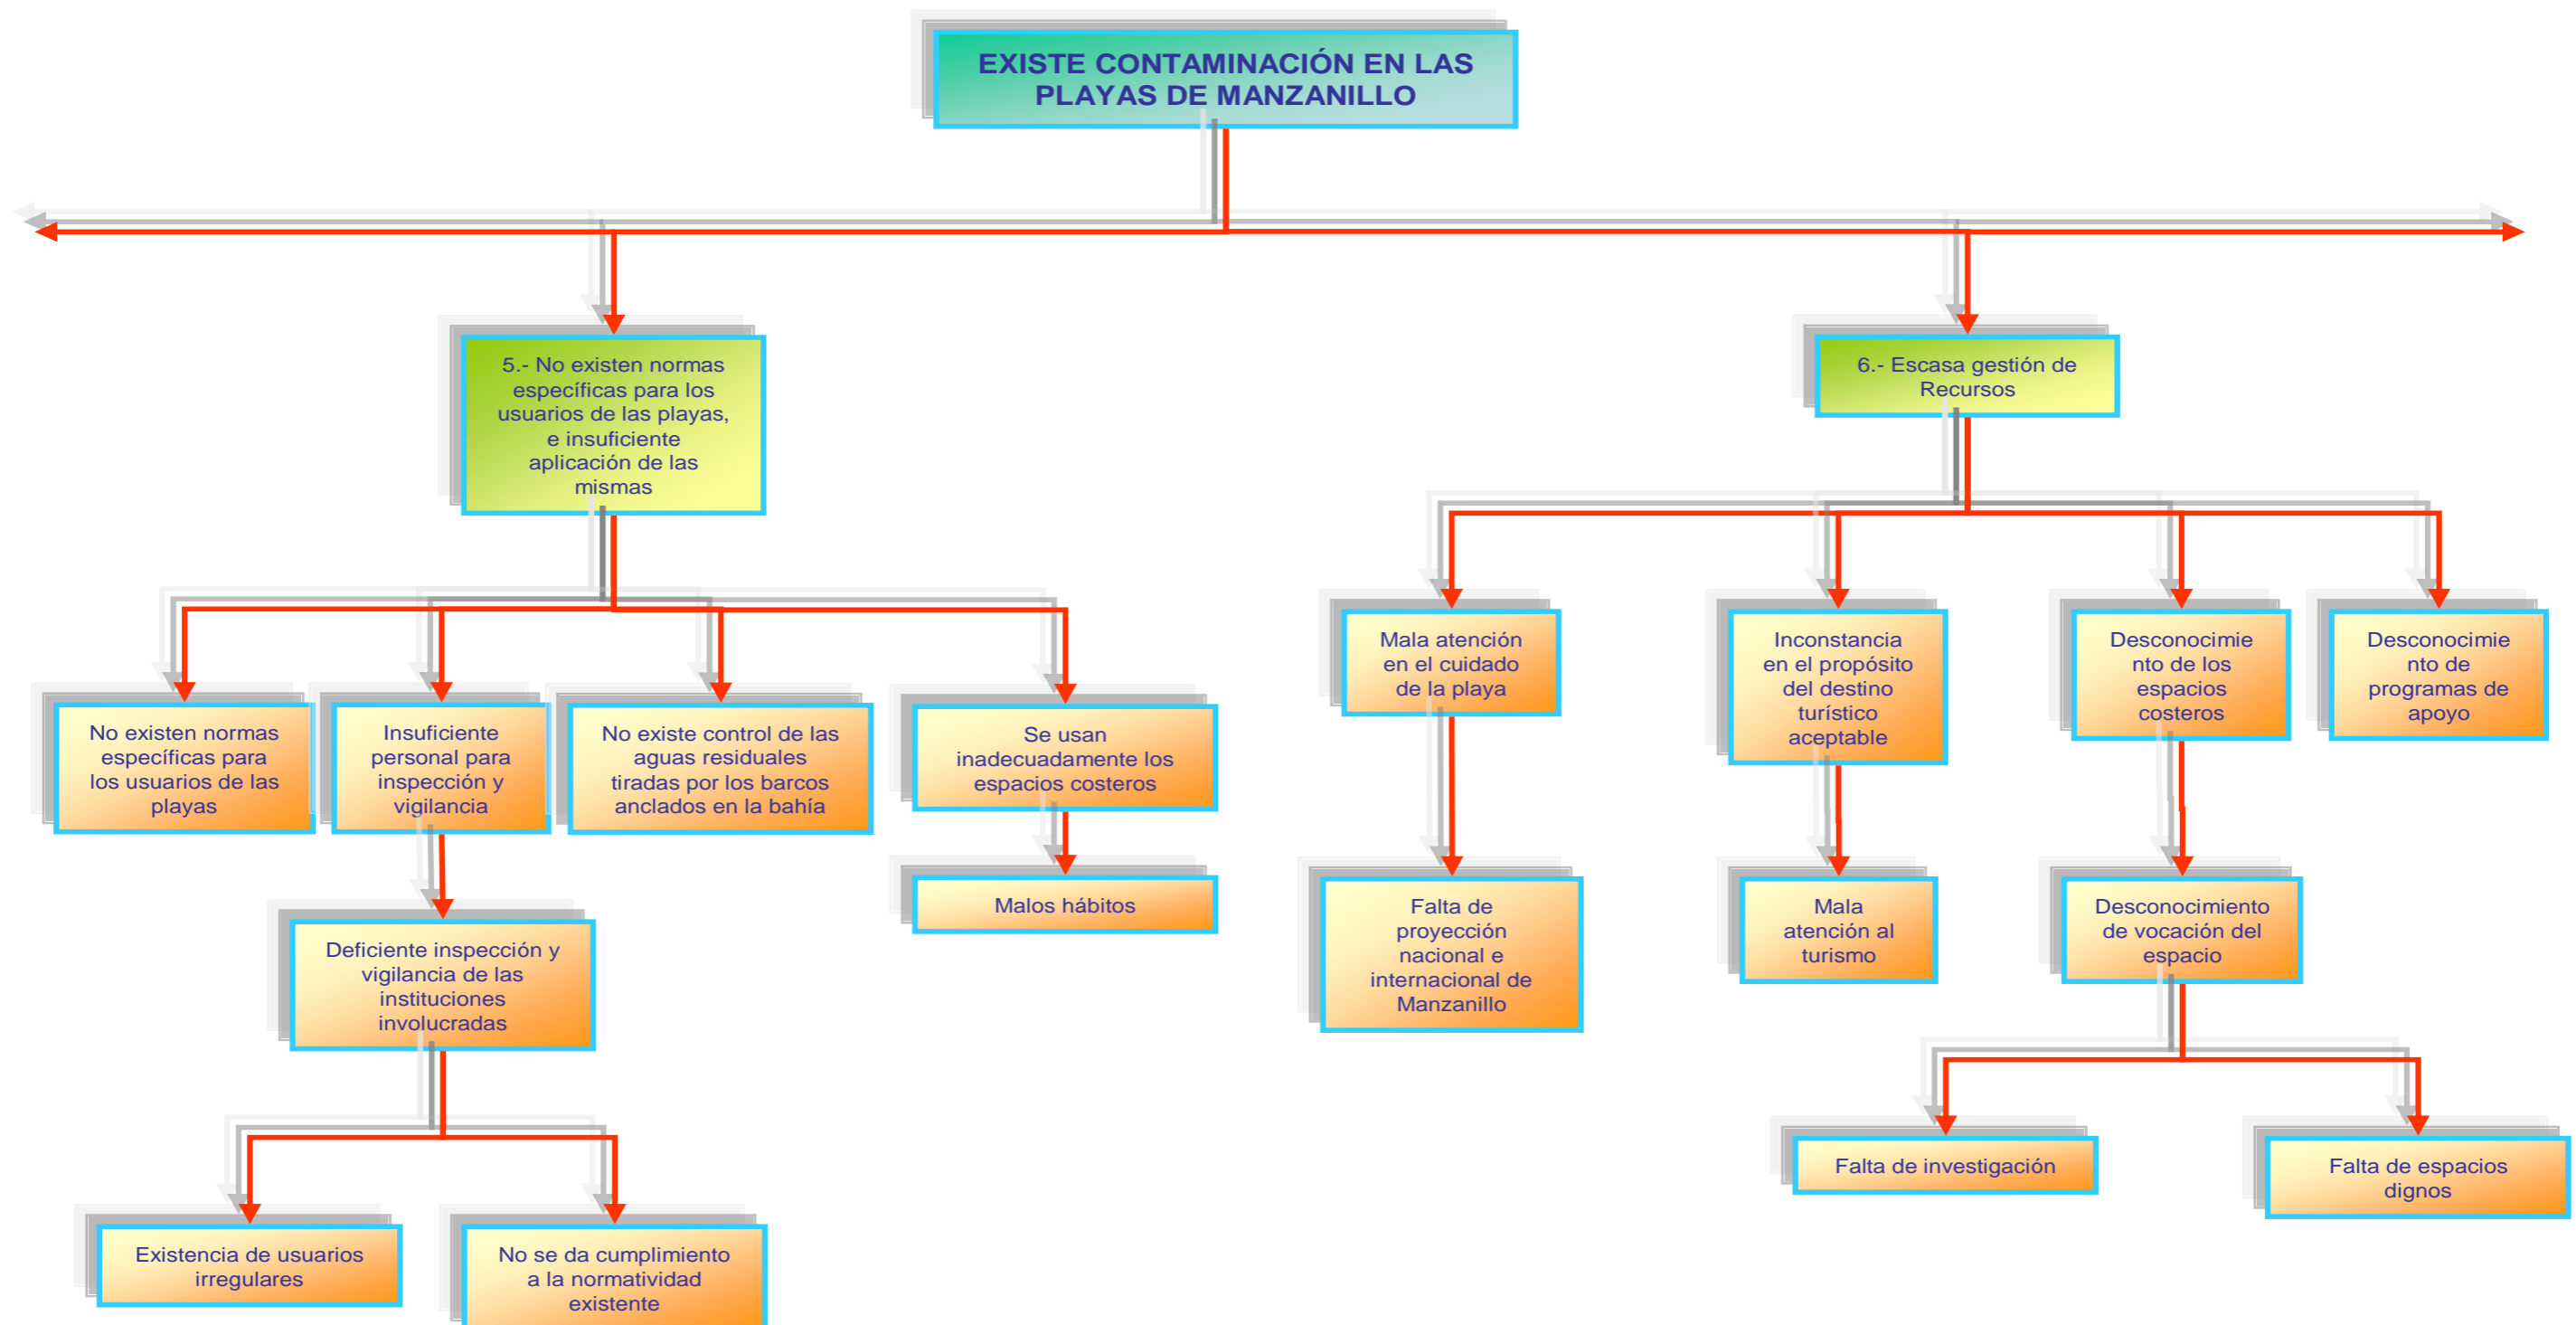 EXISTE CONTAMINACIÓN EN LAS
PLAYAS DE MANZANILLO
5.- No existen normas
específicas para los
usuarios de las playas,
e insuficiente
aplicación de las
mismas
6.- Escasa gestión de
Recursos
No existen normas
específicas para
los usuarios de las
playas
Insuficiente
personal para
inspección y
vigilancia
No existe control de las
aguas residuales
tiradas por los barcos
anclados en la bahía
Se usan
inadecuadamente los
espacios costeros
Mala atención
en el cuidado
de la playa
Inconstancia
en el propósito
del destino
turístico
aceptable
Desconocimie
nto de los
espacios
costeros
Desconocimie
nto de
programas de
apoyo
Deficiente inspección y
vigilancia de las
instituciones
involucradas
Malos hábitos
Falta de
proyección
nacional e
internacional de
Manzanillo
Mala
atención al
turismo
Desconocimiento
de vocación del
espacio
Existencia de usuarios
irregulares
No se da cumplimiento
a la normatividad
existente
Falta de investigación
Falta de espacios
dignos